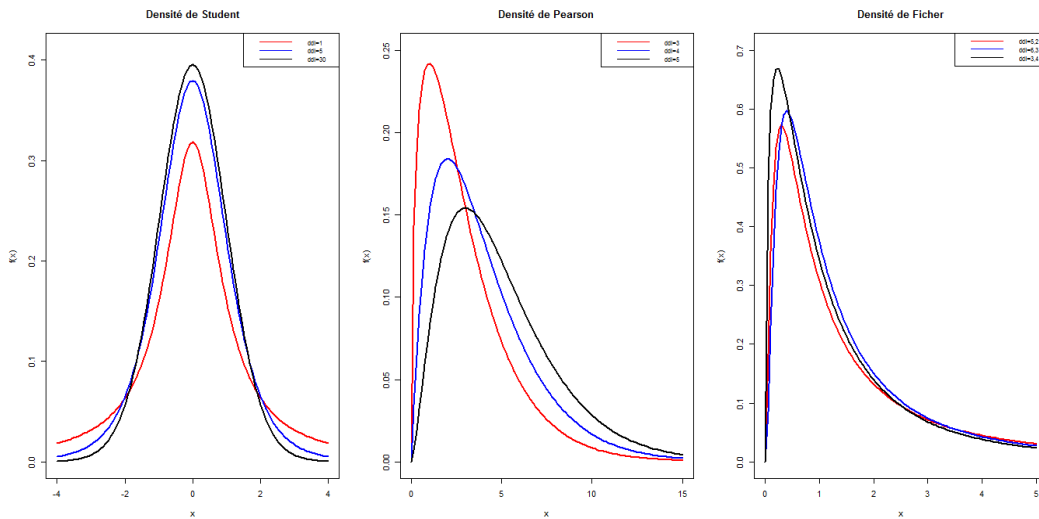 Densité de Student
ddl=1
ddl=5
ddl=30
0.4
0.3
0.2
0.1
0.0
f(x)
-4 -2 0 2 4
x
Densité de Pearson
ddl=3
ddl=4
ddl=5
0.25
0.20
0.15
0.10
0.05
0.00
f(x)
0 5 10 15
x
Densité de Ficher
ddl=5,2
ddl=6,3
ddl=3,4
0.7
0.6
0.5
0.4
0.3
0.2
0.1
0.0
f(x)
0 1 2 3 4 5
x